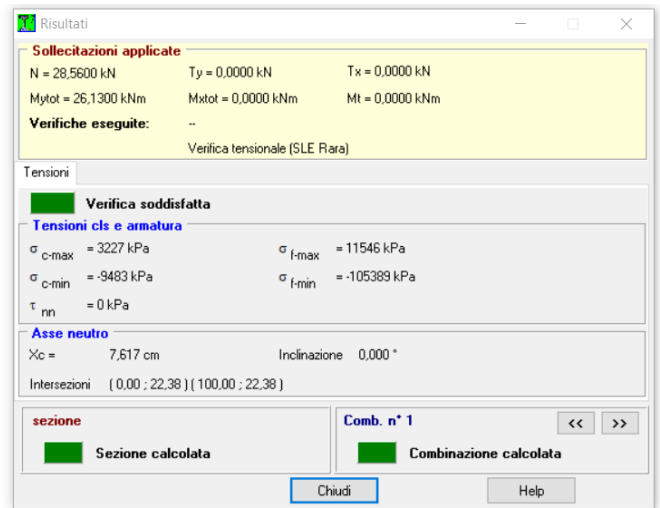 Risultati
Sollecitazioni applicate
N = 28,5600 kN Ty = 0,0000 kN Tx = 0,0000 kN
Mytot = 26,1300 kNm Mxtot = 0,0000 kNm Mt = 0,0000 kNm
Verifiche eseguite: --
Verifica tensionale (SLE Rara)
Tensioni
Verifica soddisfatta
Tensioni cls e armatura
σ c-max = 3227 kPa σ f-max = 11546 kPa
σ c-min = -9483 kPa σ f-min = -105389 kPa
τ nn = 0 kPa
Asse neutro
Xc = 7,617 cm Inclinazione 0,000 °
Intersezioni ( 0,00 ; 22,38 ) ( 100,00 ; 22,38 )
sezione Comb. n° 1 << >>
Sezione calcolata Combinazione calcolata
Chiudi Help